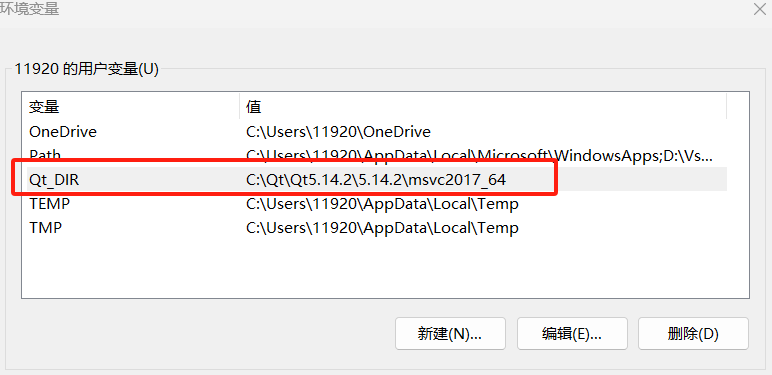 环境变量
11920 的用户变量(U)
变量 值
OneDrive C:\Users\11920\OneDrive
Path C:\Users\11920\AppData\Local\Microsoft\WindowsApps;D:\Vs...
Qt_DIR C:\Qt\Qt5.14.2\5.14.2\msvc2017_64
TEMP C:\Users\11920\AppData\Local\Temp
TMP C:\Users\11920\AppData\Local\Temp
新建(N)... 编辑(E)... 删除(D)